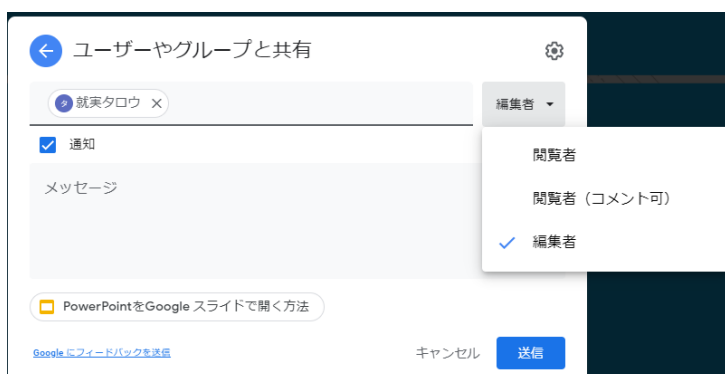 ユーザーやグループと共有
タ 就実タロウ
編集者
通知
閲覧者
メッセージ
閲覧者（コメント可）
編集者
PowerPointをGoogle スライドで開く方法
Google にフィードバックを送信
キャンセル
送信